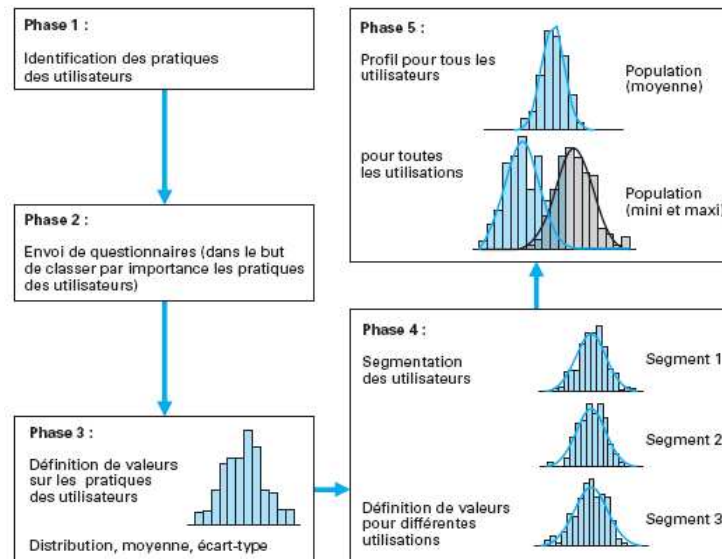 Phase 1 :
Identification des pratiques
des utilisateurs
Phase 2 :
Envoi de questionnaires (dans le but
de classer par importance les pratiques
des utilisateurs)
Phase 3 :
Définition de valeurs
sur les pratiques
des utilisateurs
Distribution, moyenne, écart-type
Phase 4 :
Segmentation
des utilisateurs
Segment 1
Segment 2
Définition de valeurs
pour différentes
utilisations
Segment 3
Phase 5 :
Profil pour tous les
utilisateurs
Population
(moyenne)
pour toutes
les utilisations
Population
(mini et maxi)